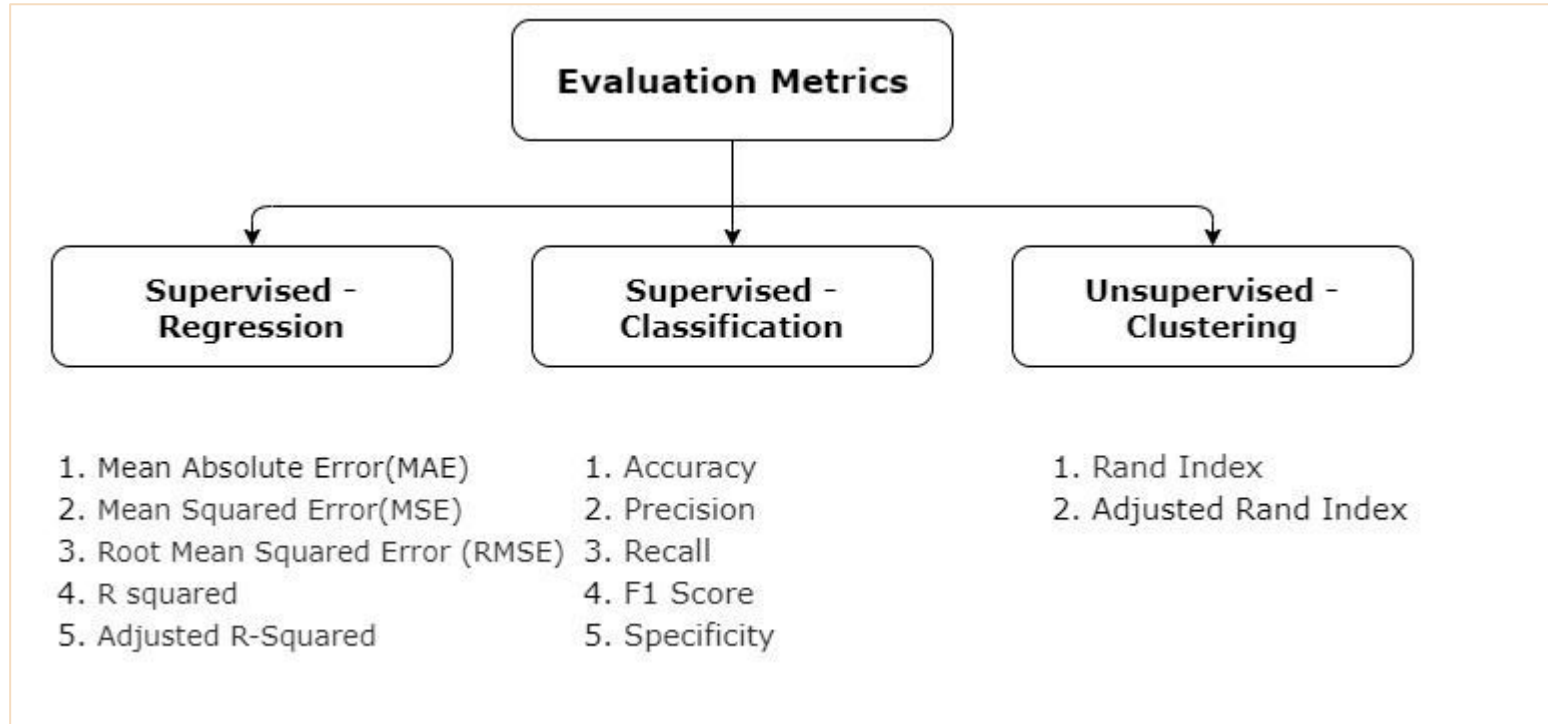 Evaluation Metrics
Supervised -
Regression
Supervised -
Classification
Unsupervised -
Clustering
1. Mean Absolute Error(MAE)
2. Mean Squared Error(MSE)
3. Root Mean Squared Error (RMSE)
4. R squared
5. Adjusted R-Squared
1. Accuracy
2. Precision
3. Recall
4. F1 Score
5. Specificity
1. Rand Index
2. Adjusted Rand Index